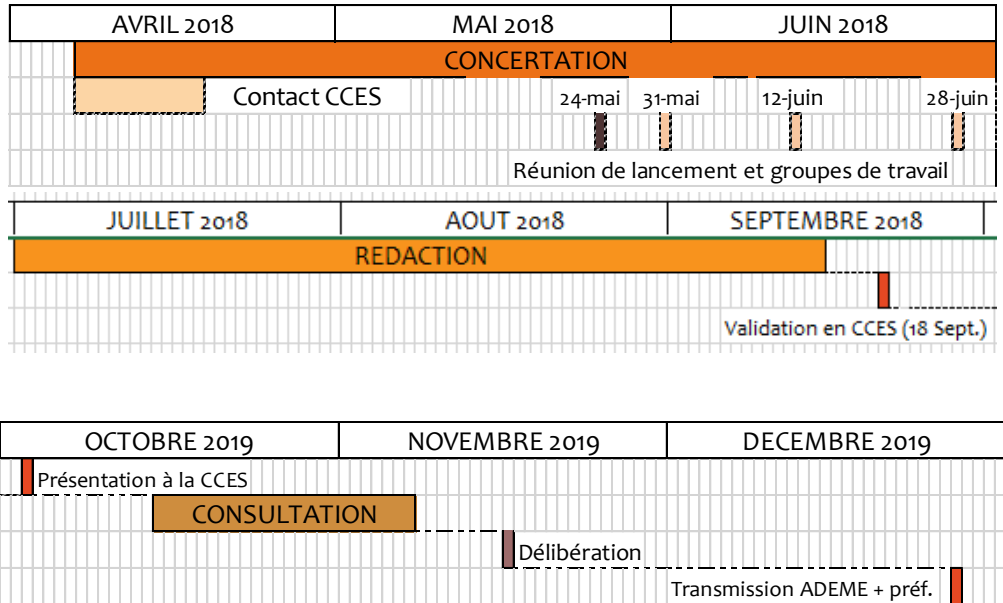 AVRIL 2018 MAI 2018 JUIN 2018
CONCERTATION
Contact CCES 24-mai 31-mai 12-juin 28-juin
Réunion de lancement et groupes de travail
JUILLET 2018 AOUT 2018 SEPTEMBRE 2018
REDACTION
Validation en CCES (18 Sept.)
OCTOBRE 2019 NOVEMBRE 2019 DECEMBRE 2019
Présentation à la CCES
CONSULTATION
Délibération
Transmission ADEME + préf.